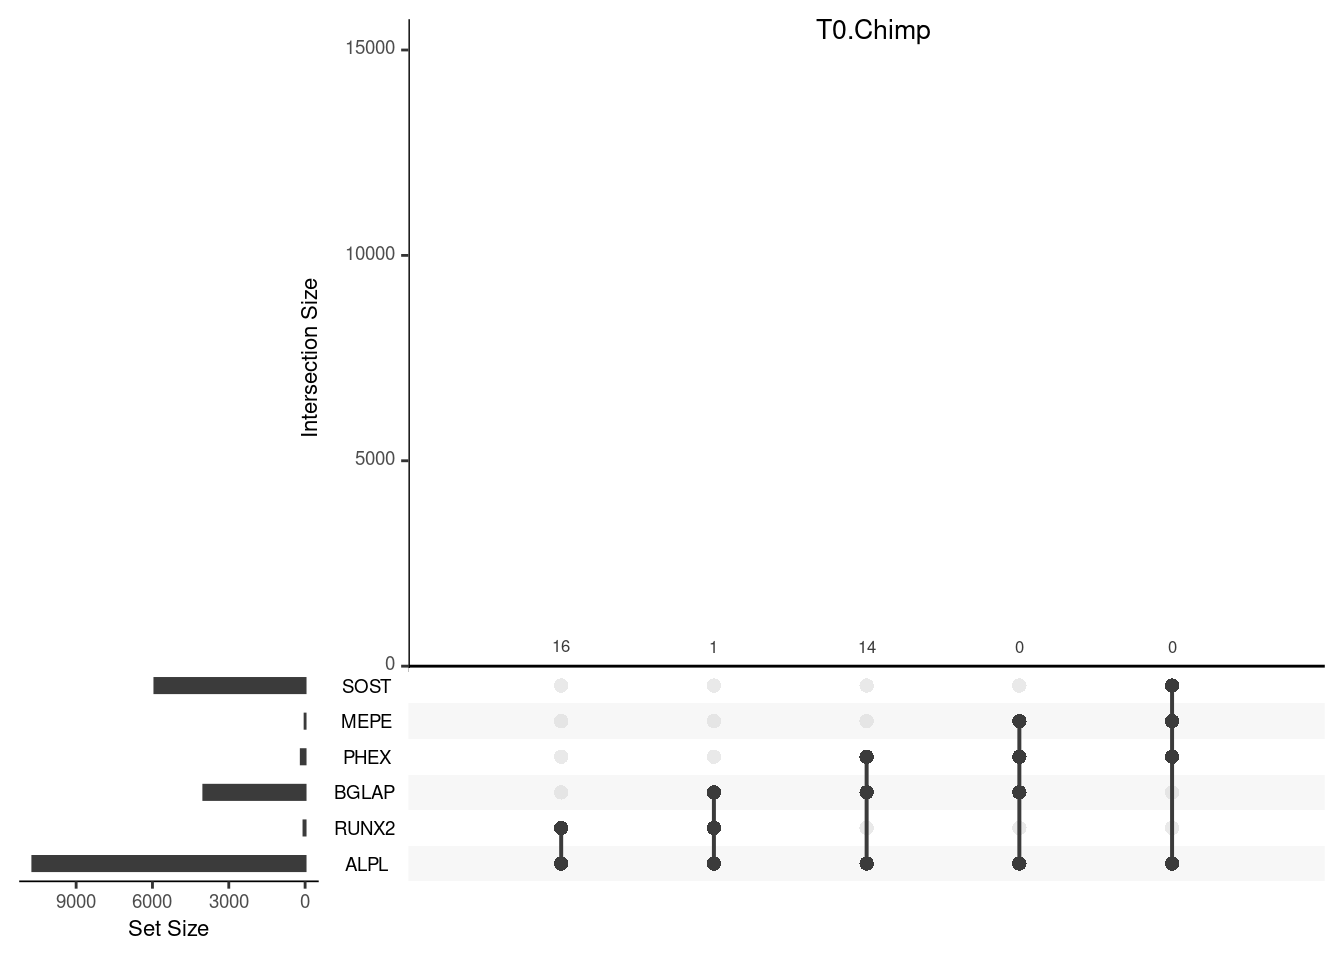 T0.Chimp
15000
10000
5000
0
Intersection Size
16 1 14 0 0
SOST
MEPE
PHEX
BGLAP
RUNX2
ALPL
9000 6000 3000 0
Set Size